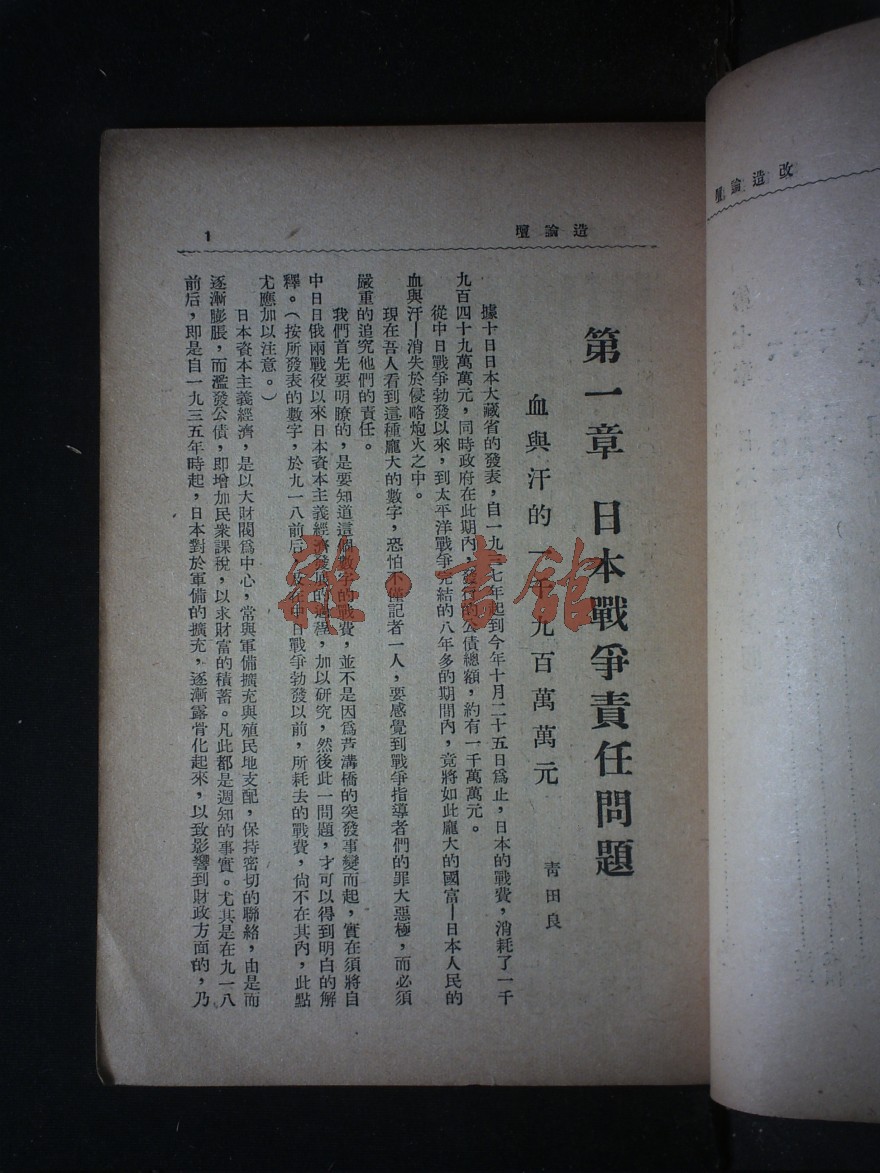 改造論壇
造論壇
1
第一章 日本戰爭責任問題
血與汗的一千九百萬萬元
青田良
據十日日本大藏省的發表，自一九三七年起到今年十月二十五日爲止，日本的戰費，消耗了一千
九百四十九萬萬元，同時政府在此期內，發行的公債總額，約有一千萬萬元。
從中日戰爭勃發以來，到太平洋戰爭完結的八年多的期間內，竟將如此龐大的國富—日本人民的
血與汗—消失於侵略炮火之中。
現在吾人看到這種龐大的數字，恐怕不僅記者一人，要感覺到戰爭指導者們的罪大惡極，而必須
嚴重的追究他們的責任。
我們首先要明瞭的，是要知道這個數字的戰費，並不是因爲芦溝橋的突發事變而起，實在須將自
中日日俄兩戰役以來日本資本主義經濟發展的過程，加以研究，然後此一問題，才可以得到明白的解
釋。（按所發表的數字，於九一八前后，及在中日戰爭勃發以前，所耗去的戰費，尙不在其內，此點
尤應加以注意。）
日本資本主義經濟，是以大財閥爲中心，常與軍備擴充與殖民地支配，保持密切的聯絡，由是而
逐漸膨脹，而濫發公債，卽增加民衆課稅，以求財富的積蓄。凡此都是週知的事實。尤其是在九一八
前后，卽是自一九三五年時起，日本對於軍備的擴充，逐漸露骨化起來，以致影響到財政方面的，乃
書館